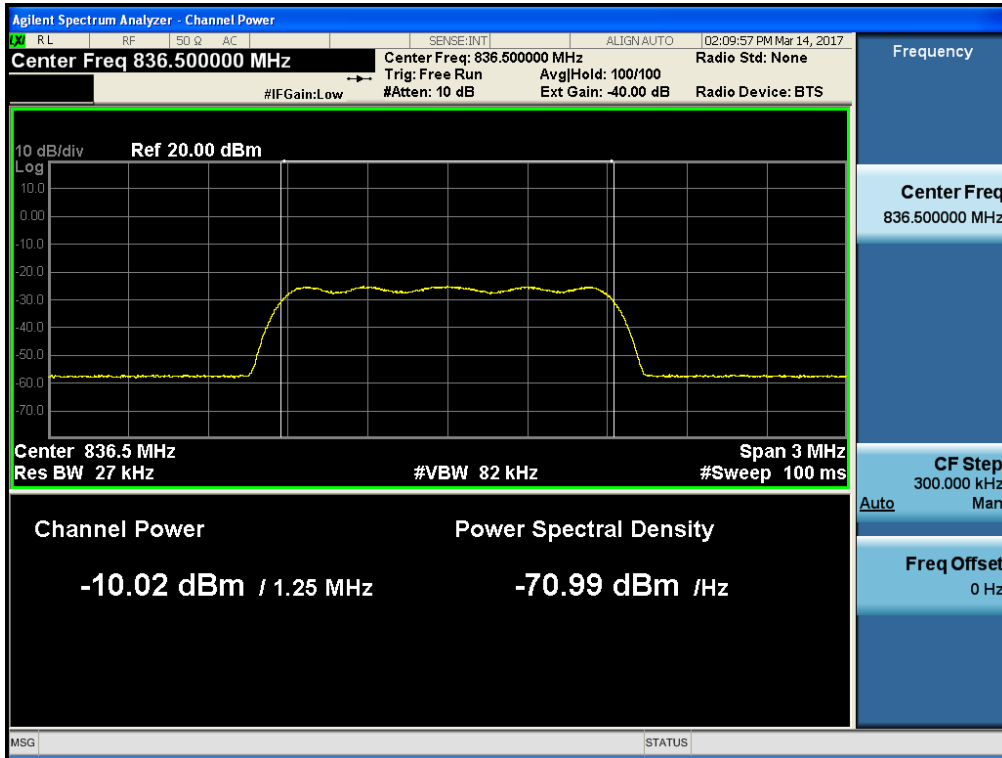 Agilent Spectrum Analyzer - Channel Power
LXI RL RF 50 Ω AC SENSE:INT ALIGN AUTO 02:09:57 PM Mar 14, 2017
Center Freq 836.500000 MHz
Center Freq: 836.500000 MHz Radio Std: None
Trig: Free Run Avg|Hold: 100/100
#IFGain:Low #Atten: 10 dB Ext Gain: -40.00 dB Radio Device: BTS
10 dB/div Ref 20.00 dBm
Log
10.0
0.00
-10.0
-20.0
-30.0
-40.0
-50.0
-60.0
-70.0
Center 836.5 MHz Span 3 MHz
Res BW 27 kHz #VBW 82 kHz #Sweep 100 ms
Channel Power Power Spectral Density
-10.02 dBm / 1.25 MHz -70.99 dBm /Hz
Frequency
Center Freq
836.500000 MHz
CF Step
300.000 kHz
Auto Man
Freq Offset
0 Hz
MSG STATUS